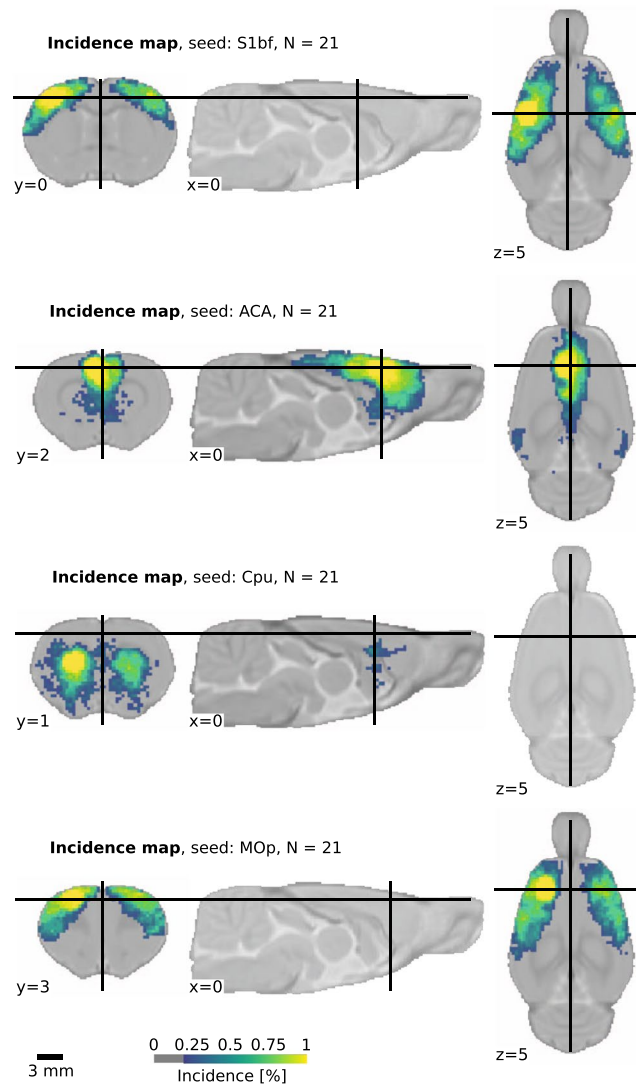 Incidence map, seed: S1bf, N = 21
y=0
x=0
z=5
Incidence map, seed: ACA, N = 21
y=2
x=0
z=5
Incidence map, seed: Cpu, N = 21
y=1
x=0
z=5
Incidence map, seed: MOp, N = 21
y=3
x=0
z=5
0 0.25 0.5 0.75 1
3 mm
Incidence [%]